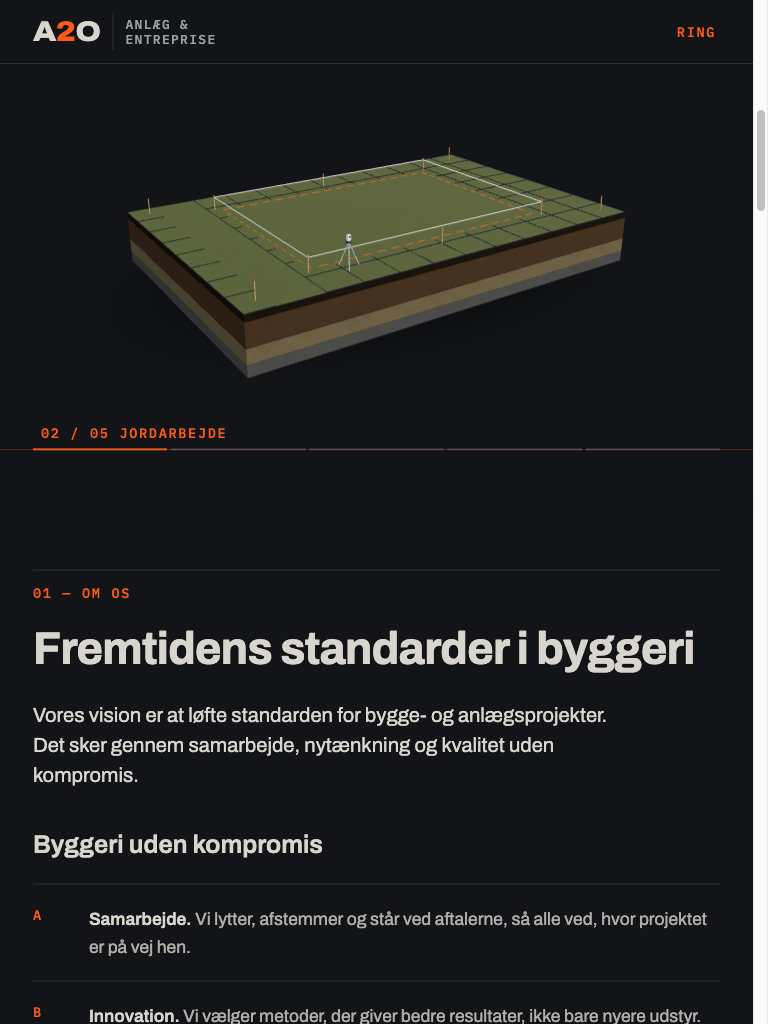 A2O
ANLÆG &
ENTREPRISE
RING
02 / 05 JORDARBEJDE
01 — OM OS
Fremtidens standarder i byggeri
Vores vision er at løfte standarden for bygge- og anlægsprojekter.
Det sker gennem samarbejde, nytænkning og kvalitet uden
kompromis.
Byggeri uden kompromis
A
Samarbejde. Vi lytter, afstemmer og står ved aftalerne, så alle ved, hvor projektet
er på vej hen.
B
Innovation. Vi vælger metoder, der giver bedre resultater, ikke bare nyere udstyr.